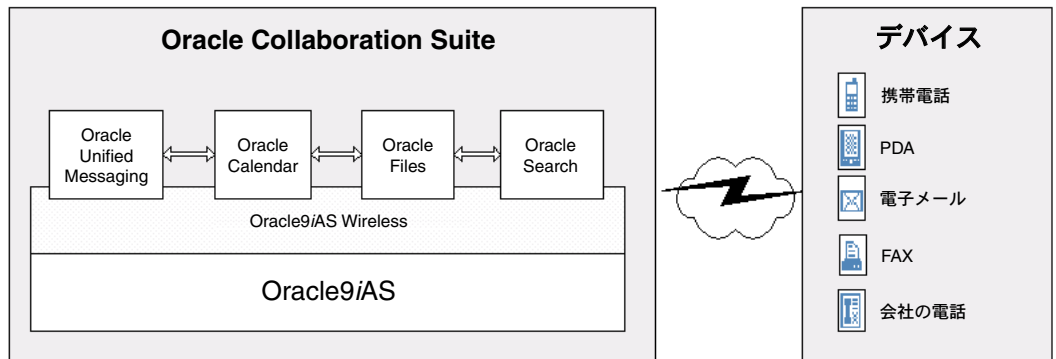 Oracle Collaboration Suite
Oracle
Unified
Messaging
Oracle
Calendar
Oracle
Files
Oracle
Search
Oracle9iAS Wireless
Oracle9iAS
デバイス
携帯電話
PDA
電子メール
FAX
会社の電話